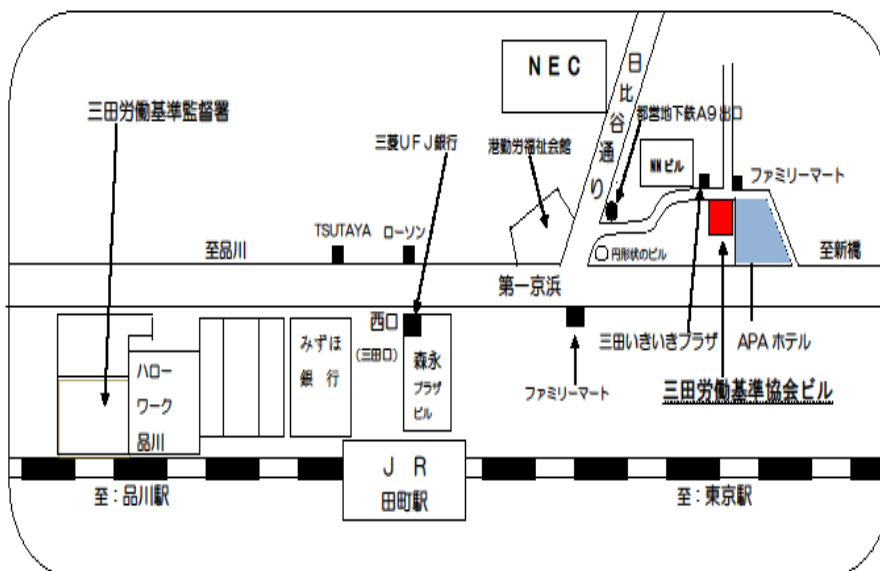 NEC
日比谷通り
三田労働基準監督署
三菱UFJ銀行
港勤労福祉会館
都営地下鉄A9出口
NNビル
ファミリーマート
TSUTAYA
ローソン
至品川
円形状のビル
至新橋
第一京浜
西口
(三田口)
みずほ
銀行
森永
プラザ
ビル
ファミリーマート
三田いきいきプラザ
APAホテル
三田労働基準協会ビル
ハロー
ワーク
品川
JR
田町駅
至:品川駅
至:東京駅